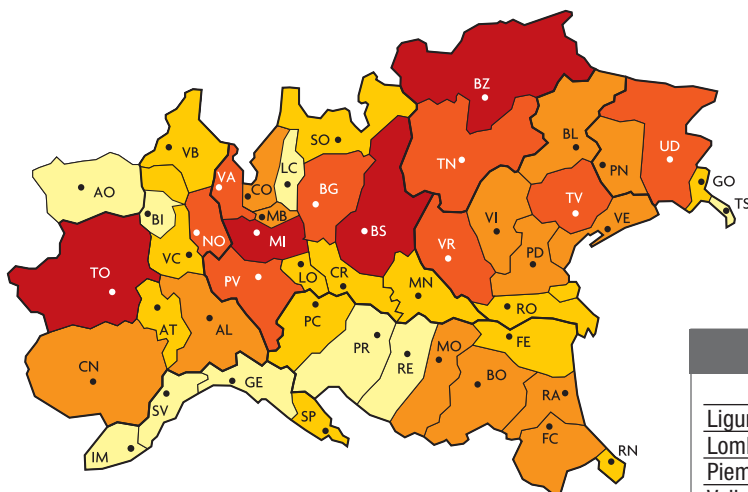 BZ
SO
VB
BL
UD
TN
PN
LC
VA
CO
AO
BG
GO
TS
MB
BI
TV
VI
VE
NO
MI
BS
VC
VR
PD
TO
PV
LO
CR
MN
RO
AT
AL
PC
FE
PR
MO
RE
CN
GE
BO
RA
SV
SP
FC
IM
RN
Ligur
Lomb
Piem